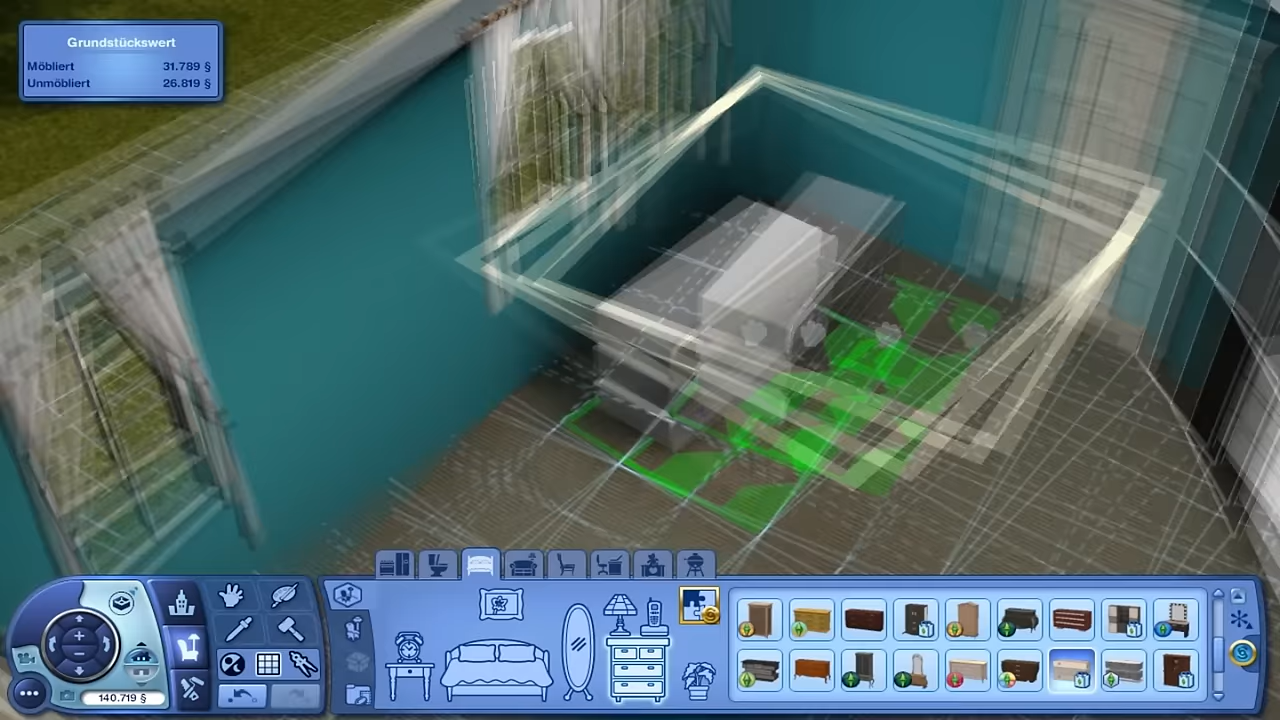 Grundstückswert
Möbliert 31.789 §
Unmöbliert 26.819 §
140.719 §